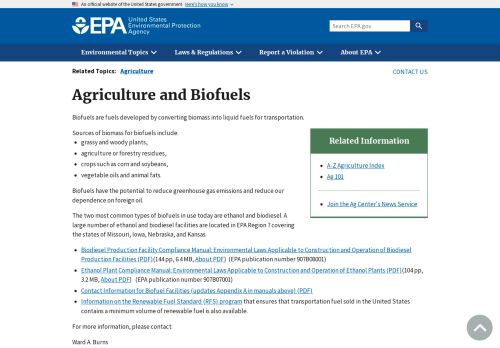 An official website of the United States government Here's how you know
EPA United States
Environmental Protection
Agency
Search EPA.gov
Environmental Topics Laws & Regulations Report a Violation About EPA
Related Topics: Agriculture
CONTACT US
Agriculture and Biofuels
Biofuels are fuels developed by converting biomass into liquid fuels for transportation.
Sources of biomass for biofuels include:
grassy and woody plants,
agriculture or forestry residues,
crops such as corn and soybeans,
vegetable oils and animal fats.
Biofuels have the potential to reduce greenhouse gas emissions and reduce our
dependence on foreign oil.
The two most common types of biofuels in use today are ethanol and biodiesel. A
large number of ethanol and biodiesel facilities are located in EPA Region 7 covering
the states of Missouri, Iowa, Nebraska, and Kansas.
Related Information
A-Z Agriculture Index
Ag 101
Join the Ag Center's News Service
Biodiesel Production Facility Compliance Manual: Environmental Laws Applicable to Construction and Operation of Biodiesel
Production Facilities (PDF)(144 pp, 6.4 MB, About PDF) (EPA publication number 907B08001)
Ethanol Plant Compliance Manual: Environmental Laws Applicable to Construction and Operation of Ethanol Plants (PDF)(104 pp,
3.2 MB, About PDF) (EPA publication number 907B07001)
Contact Information for Biofuel Facilities (updates Appendix A in manuals above) (PDF)
Information on the Renewable Fuel Standard (RFS) program that ensures that transportation fuel sold in the United States
contains a minimum volume of renewable fuel is also available.
For more information, please contact:
Ward A. Burns